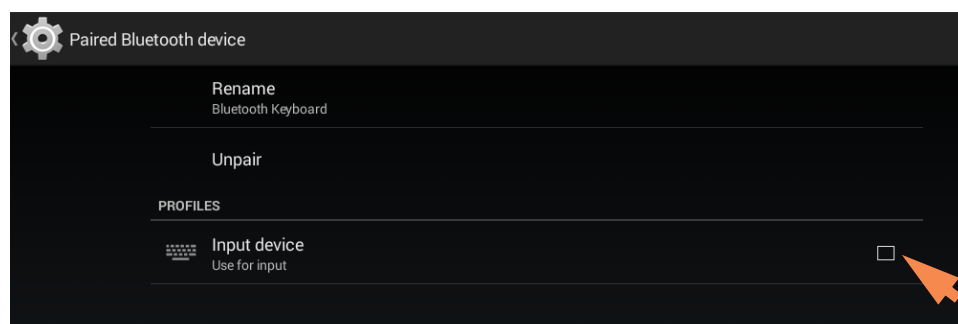 Paired Bluetooth device
Rename
Bluetooth Keyboard
Unpair
PROFILES
Input device
Use for input